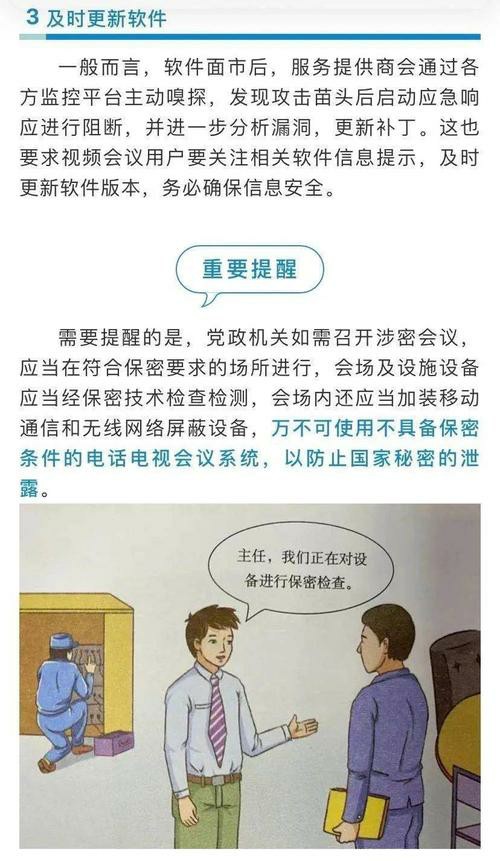 3 及时更新软件
一般而言，软件面市后，服务提供商会通过各
方监控平台主动嗅探，发现攻击苗头后启动应急响
应进行阻断，并进一步分析漏洞，更新补丁。这也
要求视频会议用户要关注相关软件信息提示，及时
更新软件版本，务必确保信息安全。
重要提醒
需要提醒的是，党政机关如需召开涉密会议，
应当在符合保密要求的场所进行，会场及设施设备
应当经保密技术检查检测，会场内还应当加装移动
通信和无线网络屏蔽设备，万不可使用不具备保密
条件的电话电视会议系统，以防止国家秘密的泄
露。
主任，我们正在对设
备进行保密检查。